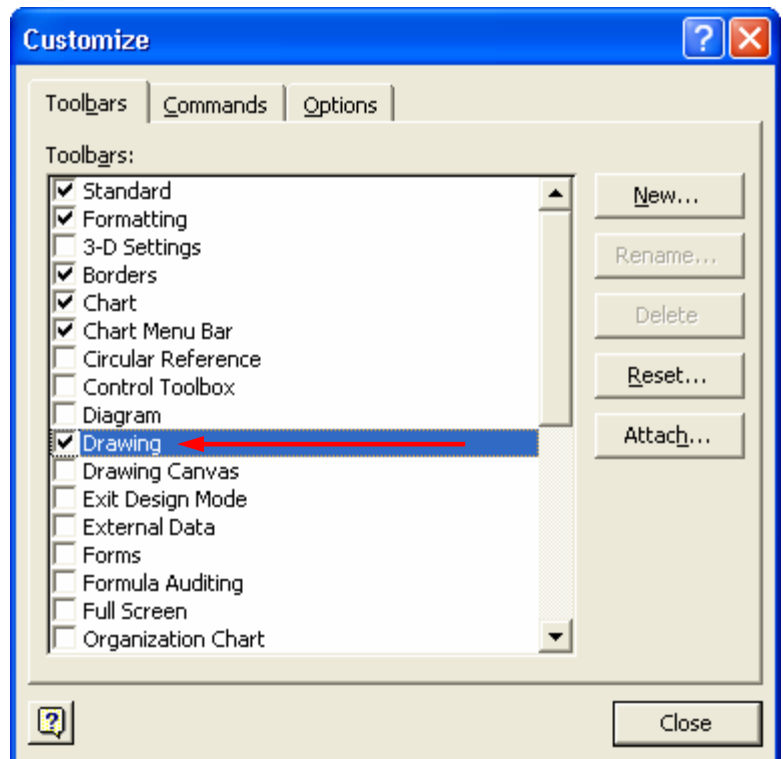 Customize
Toolbars Commands Options
Toolbars:
Standard
Formatting
3-D Settings
Borders
Chart
Chart Menu Bar
Circular Reference
Control Toolbox
Diagram
Drawing
Drawing Canvas
Exit Design Mode
External Data
Forms
Formula Auditing
Full Screen
Organization Chart
New...
Rename...
Delete
Reset...
Attach...
Close